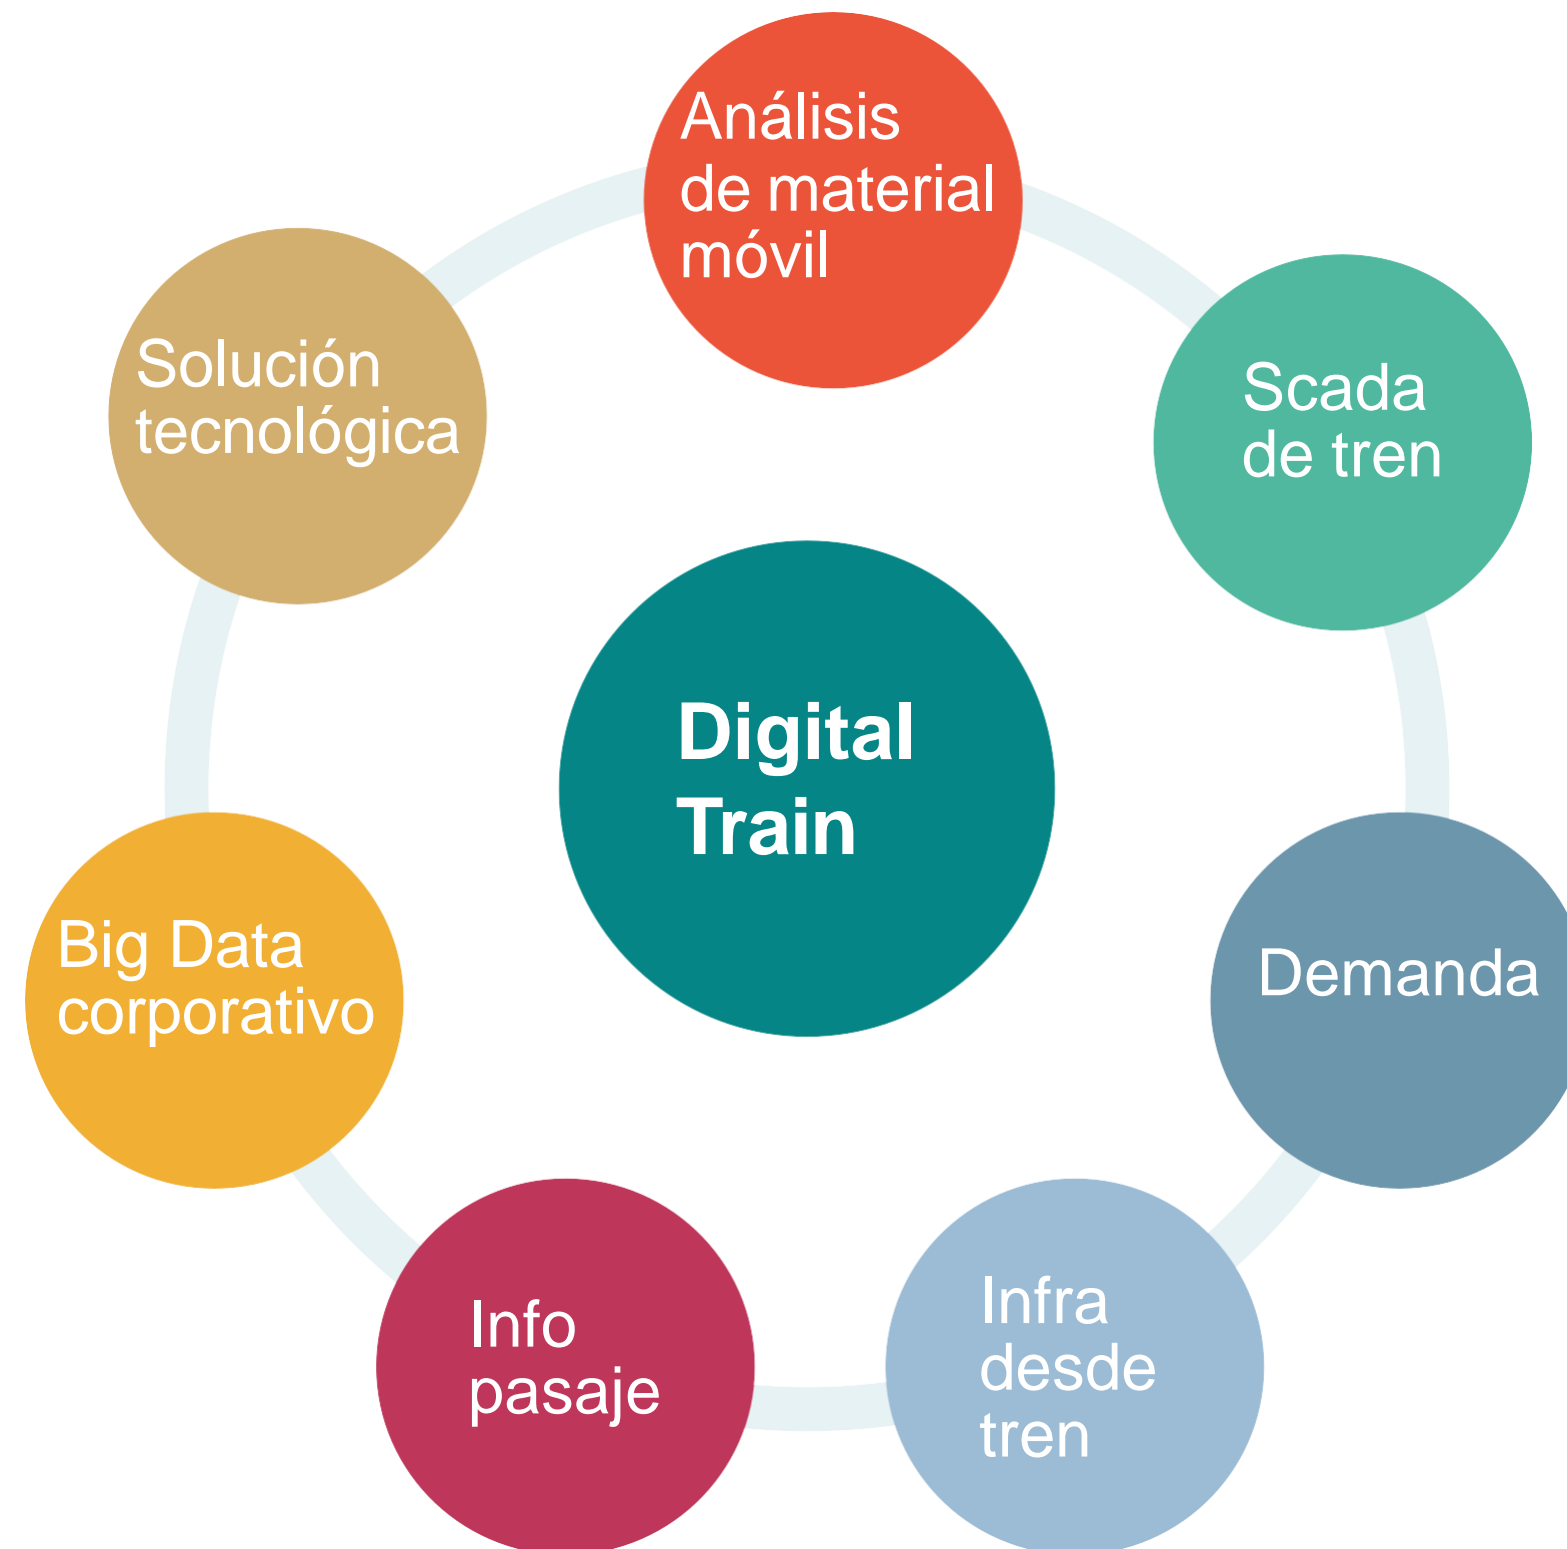 Análisis
de material
móvil
Solución
tecnológica
Scada
de tren
Digital
Train
Big Data
corporativo
Demanda
Info
pasaje
Infra
desde
tren